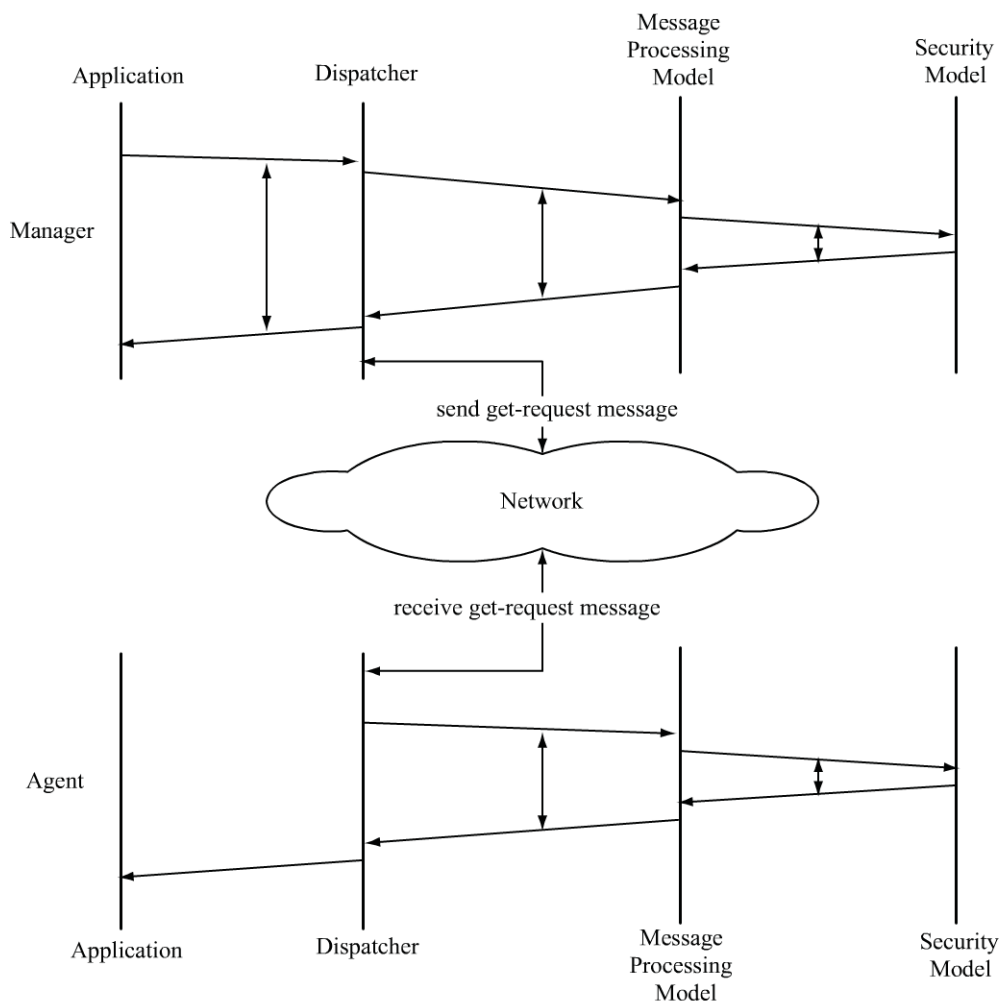 Application
Dispatcher
Message
Processing
Model
Security
Model
Manager
send get-request message
Network
receive get-request message
Agent
Application
Dispatcher
Message
Processing
Model
Security
Model